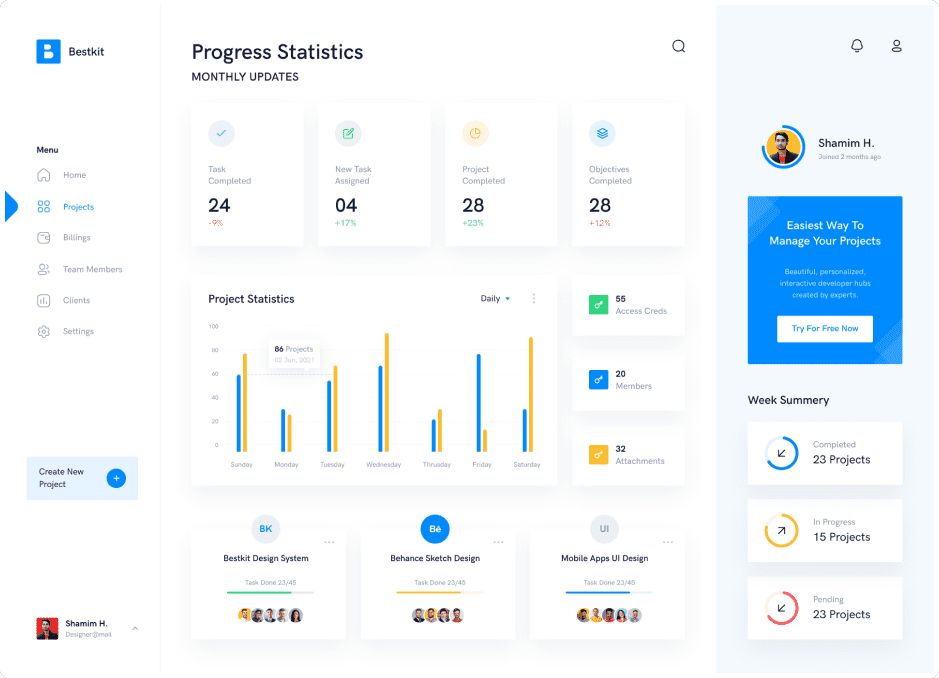 Bestkit
Menu
Home
Projects
Billings
Team Members
Clients
Settings
Create New
Project
Shamim H.
Designer@mail
Progress Statistics
MONTHLY UPDATES
Task
Completed
24
-9%
New Task
Assigned
04
+17%
Project
Completed
28
+23%
Objectives
Completed
28
+12%
Project Statistics
Daily
100
80
60
40
20
0
86 Projects
02 Jun, 2021
Sunday
Monday
Tuesday
Wednesday
Thrusday
Friday
Saturday
55
Access Creds
20
Members
32
Attachments
BK
Bestkit Design System
Task Done 23/45
Bē
Behance Sketch Design
Task Done 23/45
UI
Mobile Apps UI Design
Task Done 23/45
Shamim H.
Joined 2 months ago
Easiest Way To
Manage Your Projects
Beautiful, personalized,
interactive developer hubs
created by experts.
Try For Free Now
Week Summery
Completed
23 Projects
In Progress
15 Projects
Pending
23 Projects